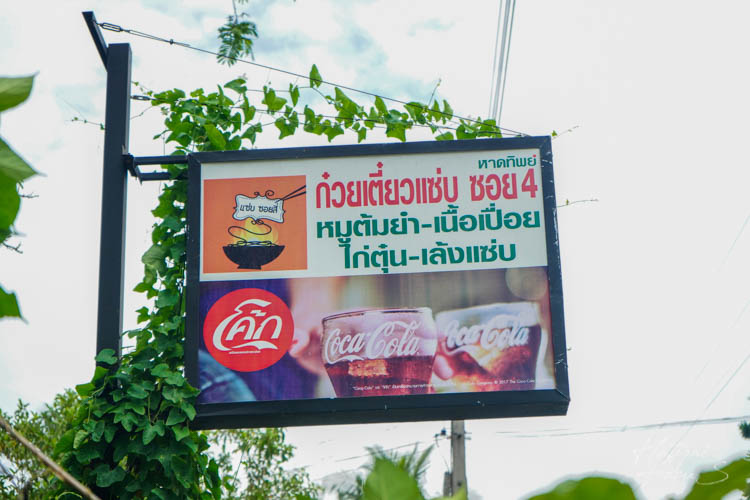 หาดทิพย์
ก๋วยเตี๋ยวแซ่บ ซอย 4
แซ่บ ซอยสี่
หมูต้มยำ-เนื้อเปื่อย
ไก่ตุ๋น-เล้งแซ่บ
โค้ก
Coca-Cola
Coca-Cola